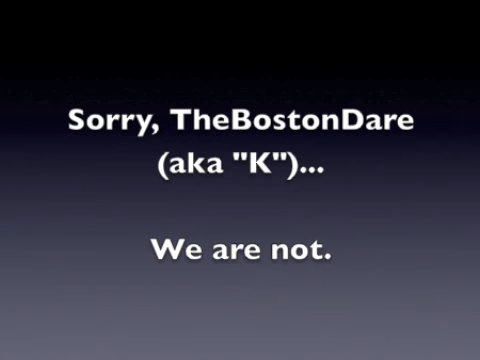 Sorry, TheBostonDare
(aka "K")...
We are not.